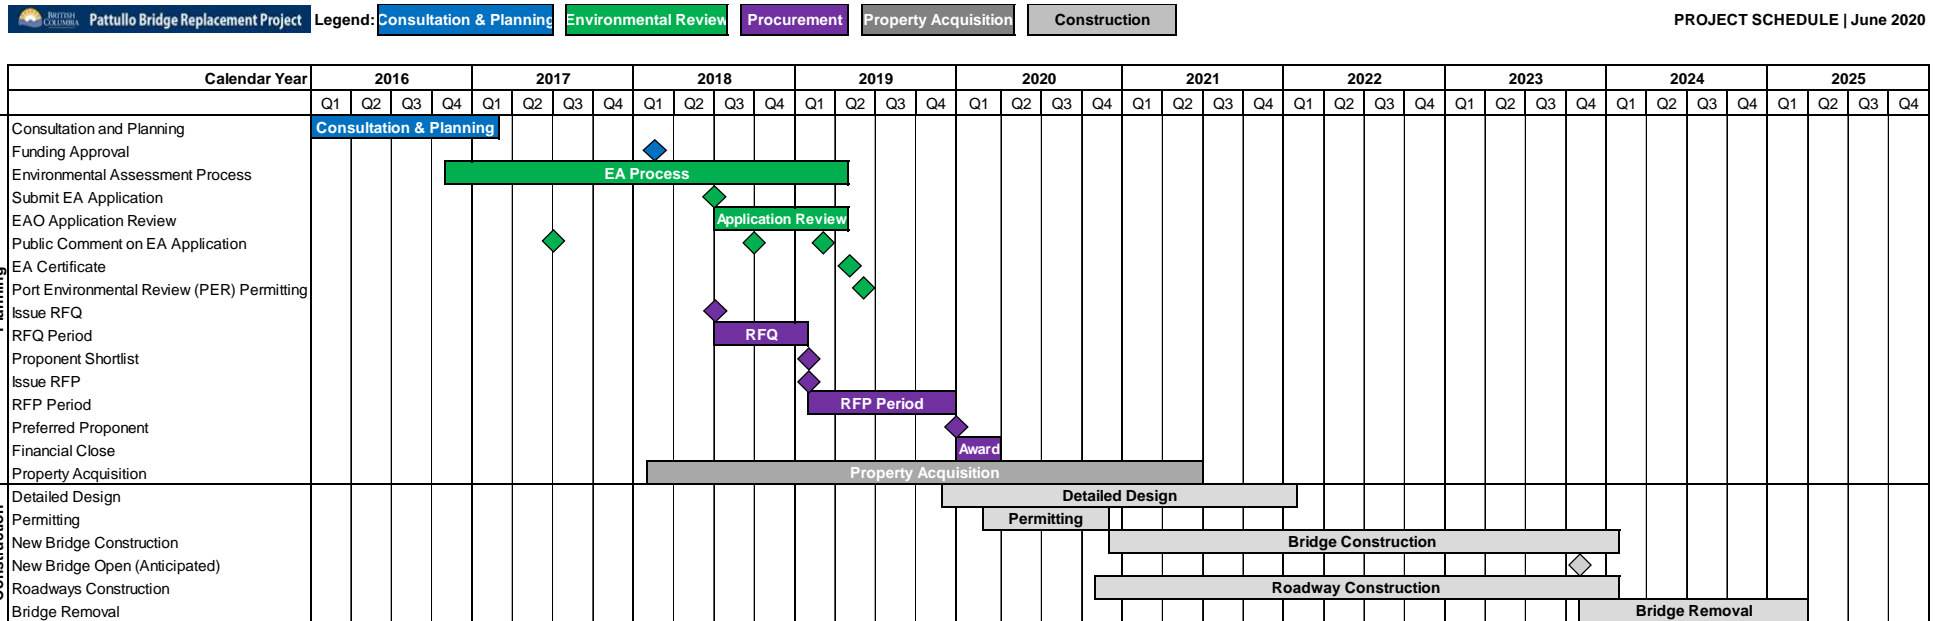 BRITISH COLUMBIA Pattullo Bridge Replacement Project Legend: Consultation & Planning Environmental Review Procurement Property Acquisition Construction PROJECT SCHEDULE | June 2020
Calendar Year 2016 2017 2018 2019 2020 2021 2022 2023 2024 2025
Q1 Q2 Q3 Q4 Q1 Q2 Q3 Q4 Q1 Q2 Q3 Q4 Q1 Q2 Q3 Q4 Q1 Q2 Q3 Q4 Q1 Q2 Q3 Q4 Q1 Q2 Q3 Q4 Q1 Q2 Q3 Q4 Q1 Q2 Q3 Q4 Q1 Q2 Q3 Q4
Consultation and Planning Consultation & Planning
Funding Approval
Environmental Assessment Process EA Process
Submit EA Application
EAO Application Review Application Review
Public Comment on EA Application
EA Certificate
Port Environmental Review (PER) Permitting
Issue RFQ
RFQ Period RFQ
Proponent Shortlist
Issue RFP
RFP Period RFP Period
Preferred Proponent
Financial Close Award
Property Acquisition Property Acquisition
Detailed Design Detailed Design
Permitting Permitting
New Bridge Construction Bridge Construction
New Bridge Open (Anticipated)
Roadways Construction Roadway Construction
Bridge Removal Bridge Removal